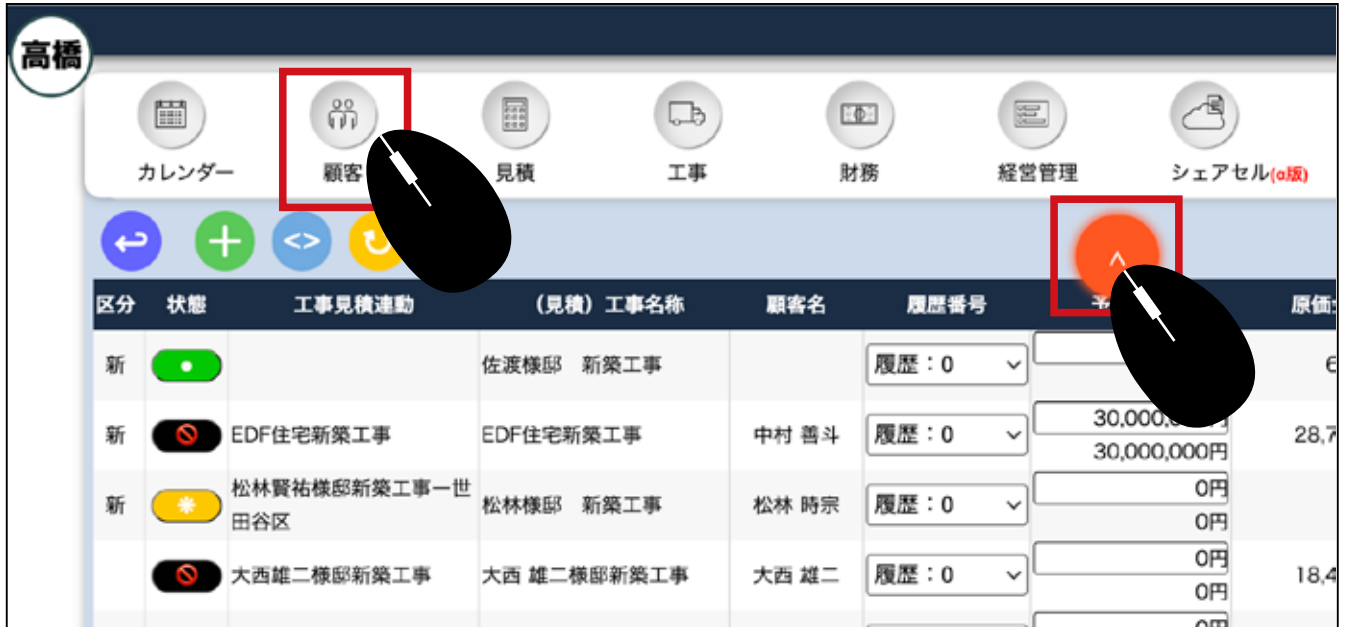 高橋
カレンダー 顧客 見積 工事 財務 経営管理 シェアセル(α版)
区分 状態 工事見積連動 (見積) 工事名称 顧客名 履歴番号 原価
新 佐渡様邸 新築工事 履歴:0
新 EDF住宅新築工事 EDF住宅新築工事 中村 善斗 履歴:0 30,000, 28,7
30,000,000円
新 松林賢祐様邸新築工事ー世田谷区 松林様邸 新築工事 松林 時宗 履歴:0 0円
0円
大西雄二様邸新築工事 大西 雄二様邸新築工事 大西 雄二 履歴:0 0円 18,4
0円